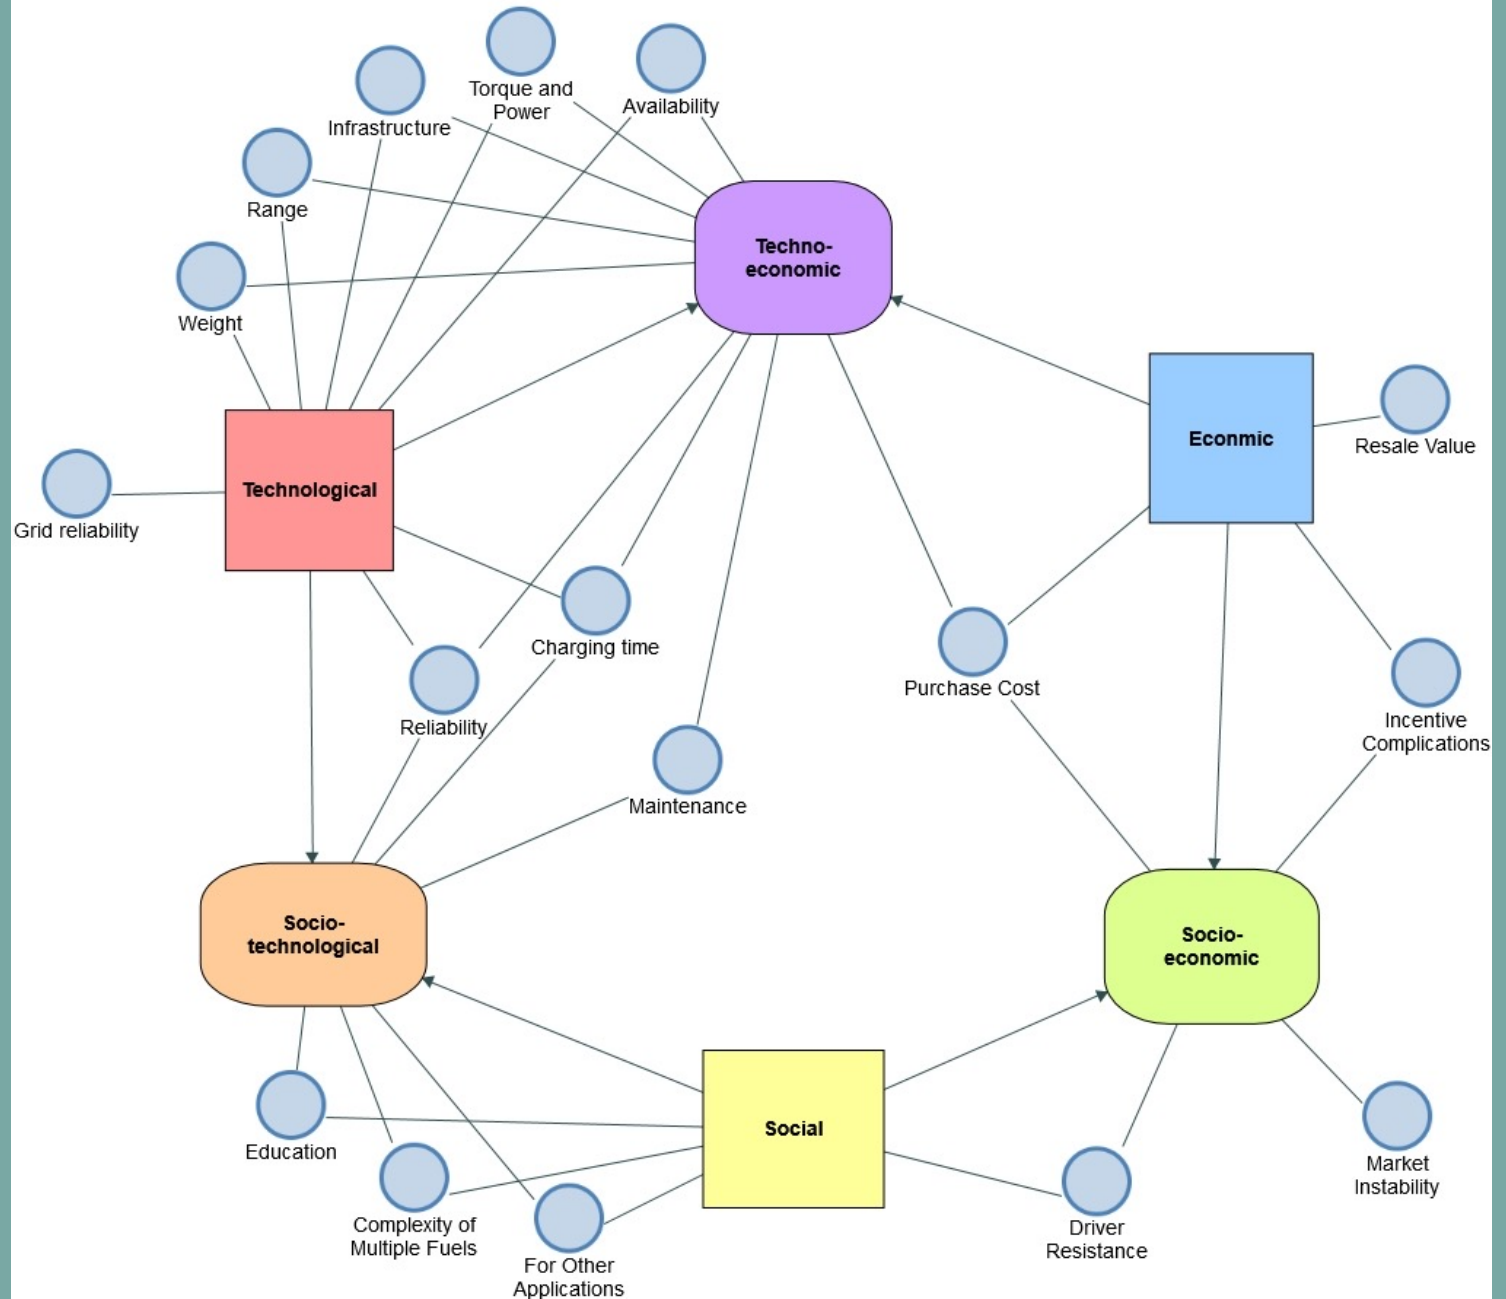 Torque and
Power
Availability
Infrastructure
Range
Weight
Techno-
economic
Econmic
Resale Value
Technological
Grid reliability
Charging time
Reliability
Purchase Cost
Incentive
Complications
Maintenance
Socio-
technological
Socio-
economic
Social
Education
Complexity of
Multiple Fuels
For Other
Applications
Driver
Resistance
Market
Instability